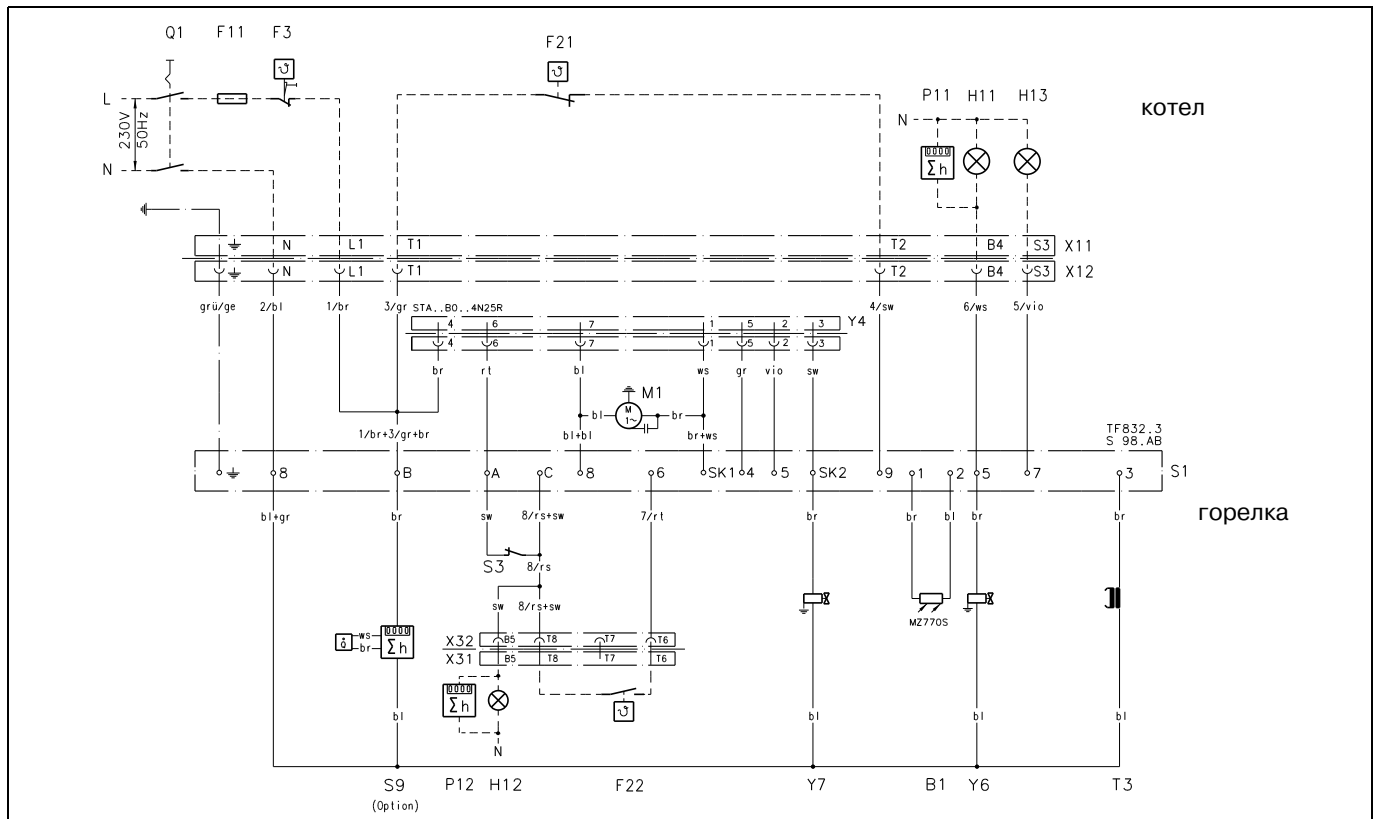 Q1 F11 F3 F21
P11 H11 H13
котел
L
N
230V
50Hz
N
⏚ N L1 T1 T2 B4 S3 X11
⏚ N L1 T1 T2 B4 S3 X12
grü/ge 2/bl 1/br 3/gr STA..B0..4N25R 4/sw 6/ws 5/vio
4 6 7 1 5 2 3 Y4
4 6 7 1 5 2 3
br rt bl ws gr vio sw
M1
M
1~
bl br
1/br+3/gr+br bl+bl br+ws
TF832.3
S 98.AB
⏚ 8 B A C 8 6 SK1 4 5 SK2 9 1 2 5 7 3 S1
горелка
bl+gr br sw 8/rs+sw 7/rt br br bl br br
S3 8/rs
sw 8/rs+sw
MZ770S
0000
Σh
ws
br
Q
X32 B5 T8 T7 T6
X31 B5 T8 T7 T6
0000
Σh
0000
Σh
bl bl bl bl
N
S9 P12 H12 F22 Y7 B1 Y6 T3
(Option)